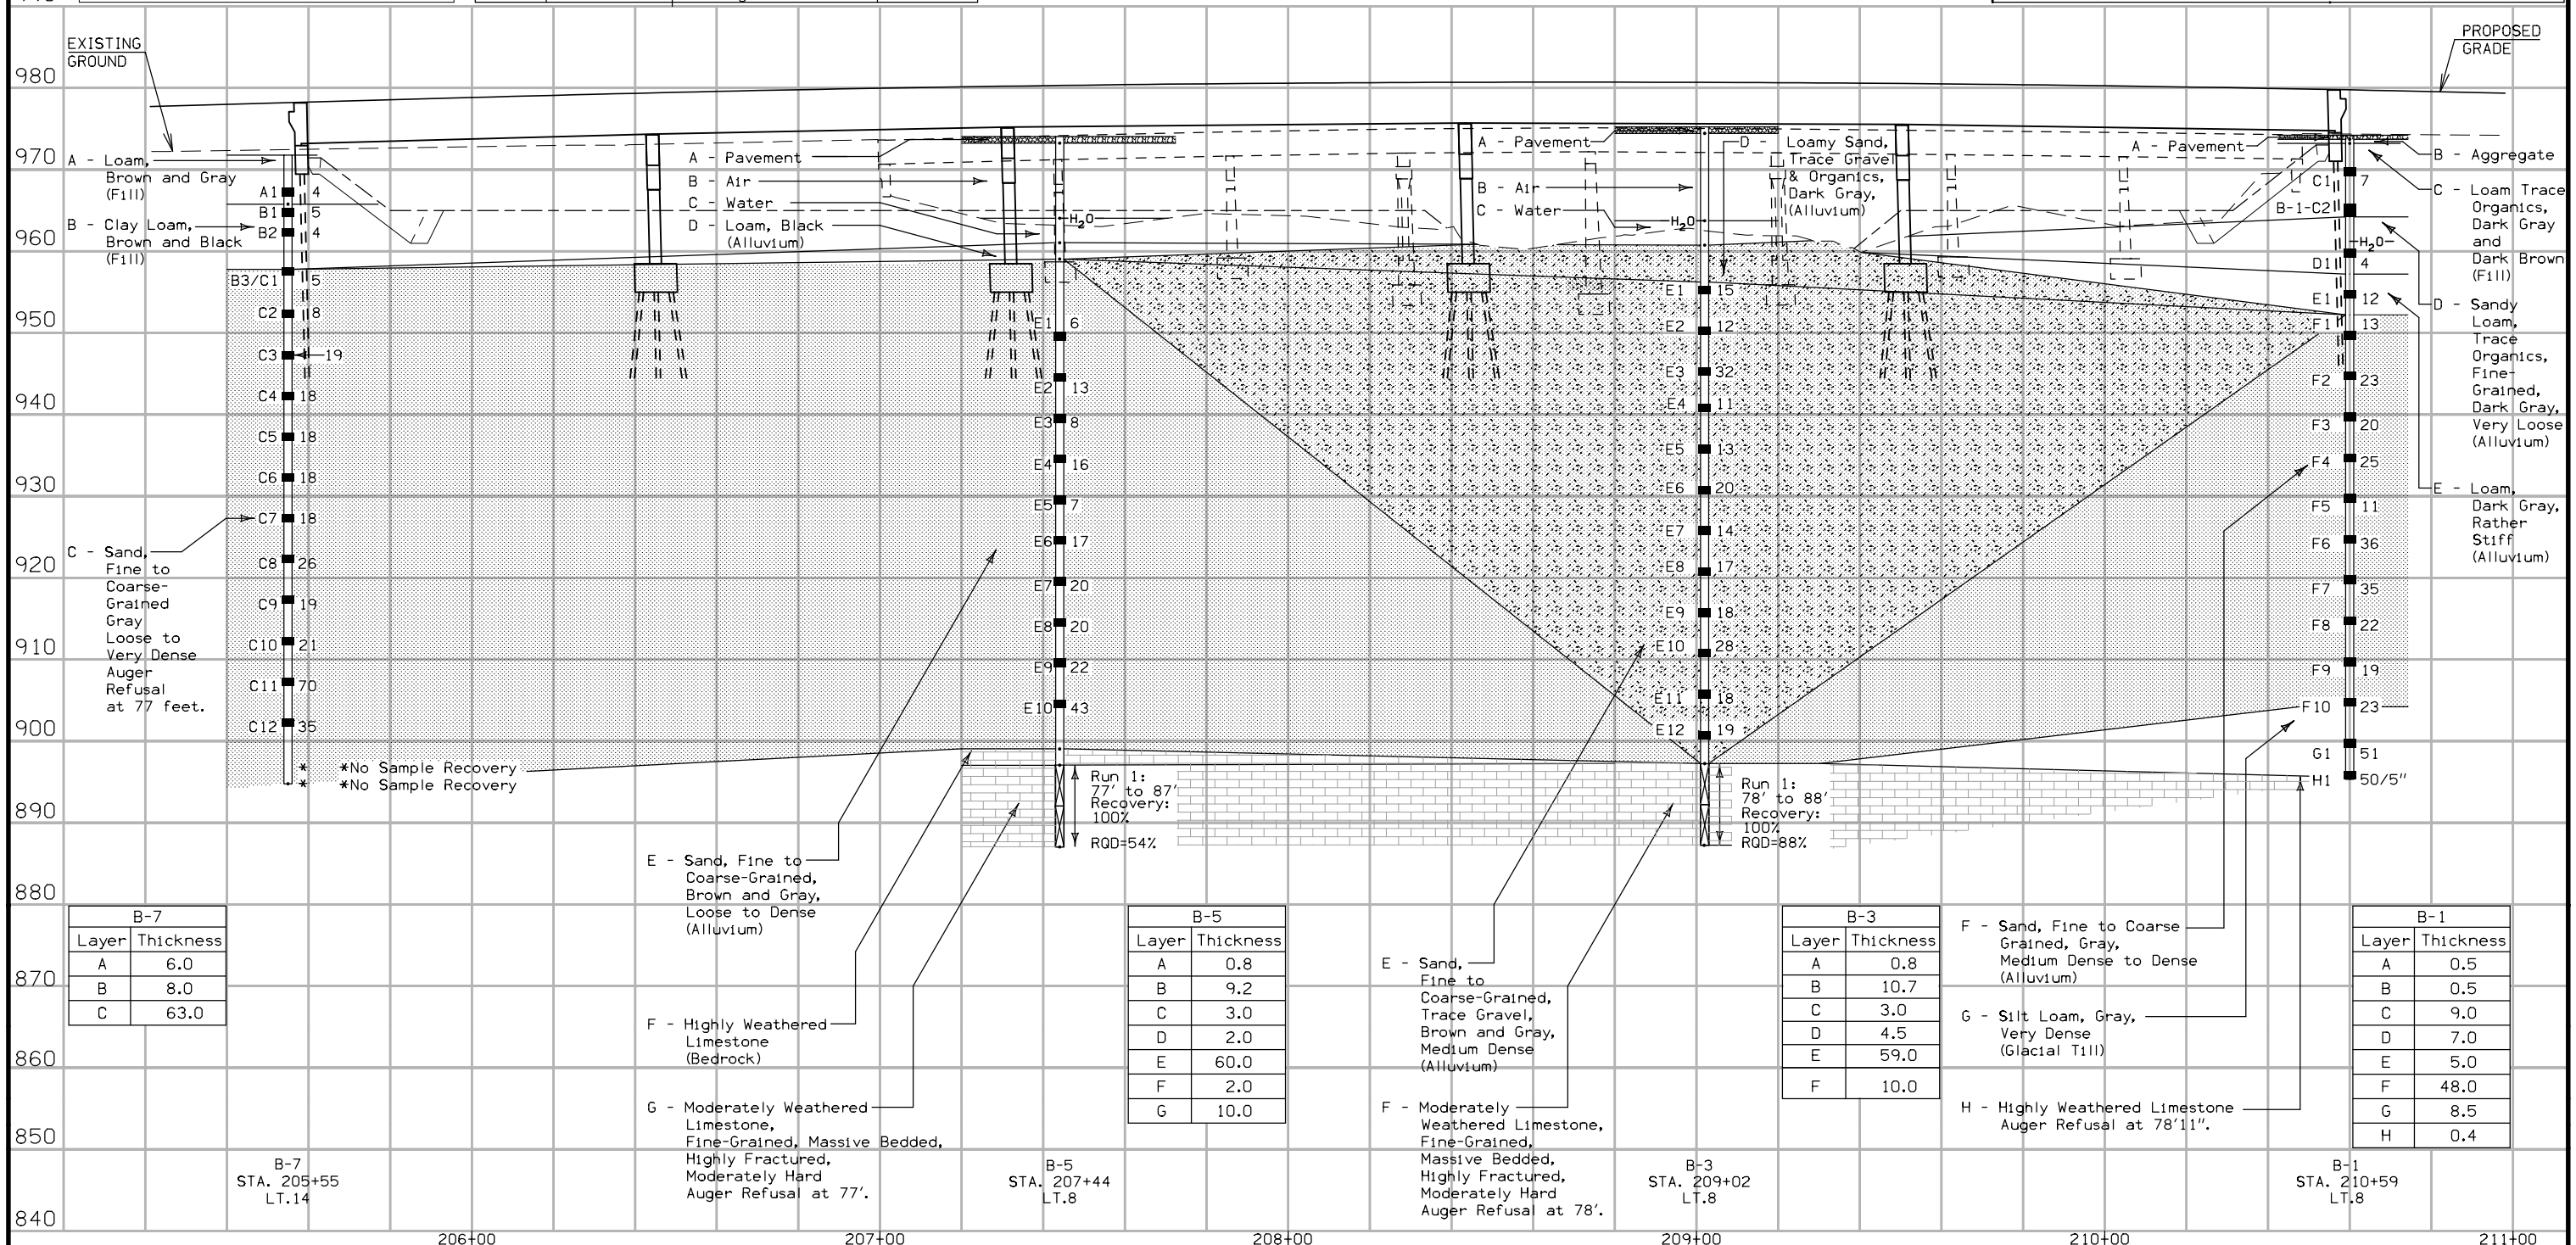 EXISTING
GROUND
PROPOSED
GRADE
980
970
960
950
940
930
920
910
900
890
880
870
860
850
840
A - Loam,
Brown and Gray
(Fill)
B - Clay Loam,
Brown and Black
(Fill)
C - Sand,
Fine to
Coarse-
Grained
Gray
Loose to
Very Dense
Auger
Refusal
at 77 feet.
A1 4
B1 5
B2 4
B3/C1 5
C2 8
C3 19
C4 18
C5 18
C6 18
C7 18
C8 26
C9 19
C10 21
C11 70
C12 35
* *No Sample Recovery
* *No Sample Recovery
A - Pavement
B - Air
C - Water
D - Loam, Black
(Alluvium)
H2O
E1 6
E2 13
E3 8
E4 16
E5 7
E6 17
E7 20
E8 20
E9 22
E10 43
Run 1:
77' to 87'
Recovery:
100%
RQD=54%
E - Sand, Fine to
Coarse-Grained,
Brown and Gray,
Loose to Dense
(Alluvium)
F - Highly Weathered
Limestone
(Bedrock)
G - Moderately Weathered
Limestone,
Fine-Grained, Massive Bedded,
Highly Fractured,
Moderately Hard
Auger Refusal at 77'.
A - Pavement
B - Air
C - Water
H2O
D - Loamy Sand,
Trace Gravel
& Organics,
Dark Gray,
(Alluvium)
E1 15
E2 12
E3 32
E4 11
E5 13
E6 20
E7 14
E8 17
E9 18
E10 28
E11 18
E12 19
Run 1:
78' to 88'
Recovery:
100%
RQD=88%
E - Sand,
Fine to
Coarse-Grained,
Trace Gravel,
Brown and Gray,
Medium Dense
(Alluvium)
F - Moderately
Weathered Limestone,
Fine-Grained,
Massive Bedded,
Highly Fractured,
Moderately Hard
Auger Refusal at 78'.
A - Pavement
B - Aggregate
C - Loam Trace
Organics,
Dark Gray
and
Dark Brown
(Fill)
D - Sandy
Loam,
Trace
Organics,
Fine-
Grained,
Dark Gray,
Very Loose
(Alluvium)
E - Loam,
Dark Gray,
Rather
Stiff
(Alluvium)
C1 7
B-1-C2
H2O
D1 4
E1 12
F1 13
F2 23
F3 20
F4 25
F5 11
F6 36
F7 35
F8 22
F9 19
F10 23
G1 51
H1 50/5"
F - Sand, Fine to Coarse
Grained, Gray,
Medium Dense to Dense
(Alluvium)
G - Silt Loam, Gray,
Very Dense
(Glacial Till)
H - Highly Weathered Limestone
Auger Refusal at 78'11".
B-7
Layer Thickness
A 6.0
B 8.0
C 63.0
B-5
Layer Thickness
A 0.8
B 9.2
C 3.0
D 2.0
E 60.0
F 2.0
G 10.0
B-3
Layer Thickness
A 0.8
B 10.7
C 3.0
D 4.5
E 59.0
F 10.0
B-1
Layer Thickness
A 0.5
B 0.5
C 9.0
D 7.0
E 5.0
F 48.0
G 8.5
H 0.4
B-7
STA. 205+55
LT.14
B-5
STA. 207+44
LT.8
B-3
STA. 209+02
LT.8
B-1
STA. 210+59
LT.8
206+00
207+00
208+00
209+00
210+00
211+00